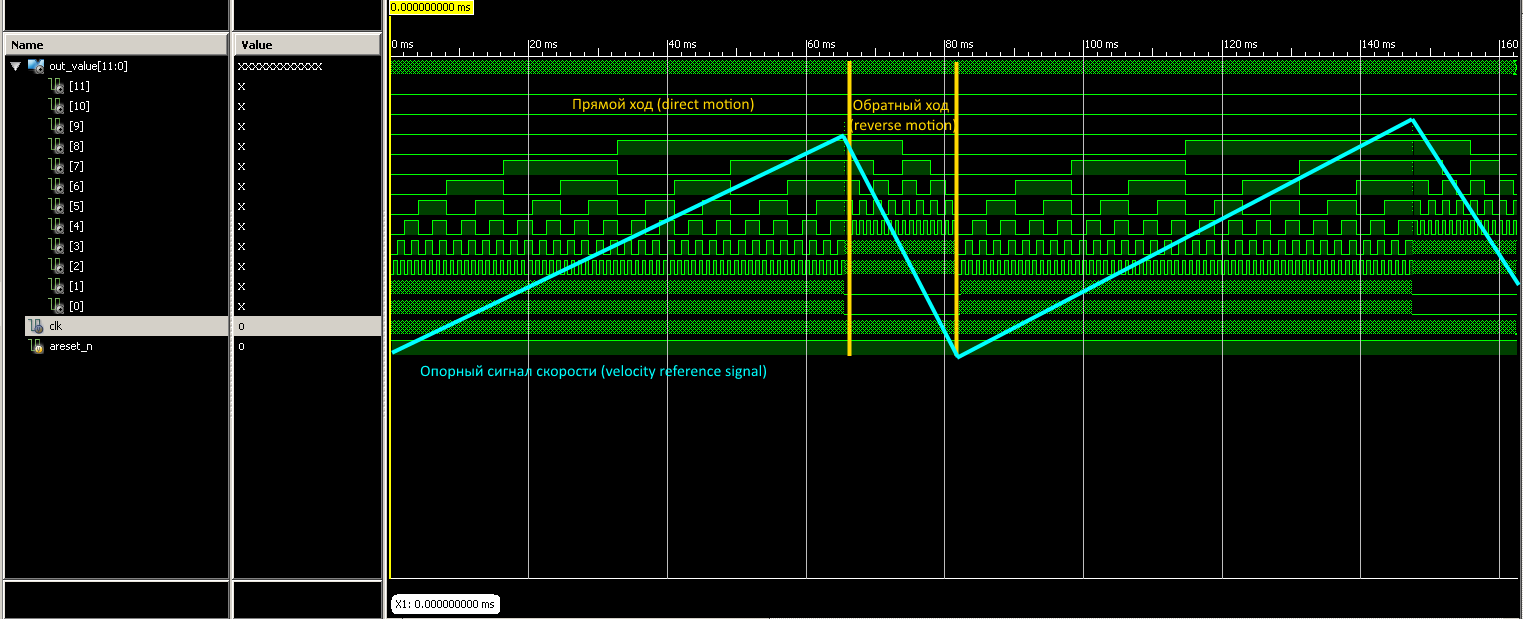 0.000000000 ms
Name
Value
0 ms
20 ms
40 ms
60 ms
80 ms
100 ms
120 ms
140 ms
160
out_value[11:0]
XXXXXXXXXXXX
[11]
X
[10]
X
[9]
X
[8]
X
[7]
X
[6]
X
[5]
X
[4]
X
[3]
X
[2]
X
[1]
X
[0]
X
clk
0
areset_n
0
Прямой ход (direct motion)
Обратный ход
(reverse motion)
Опорный сигнал скорости (velocity reference signal)
X1: 0.000000000 ms